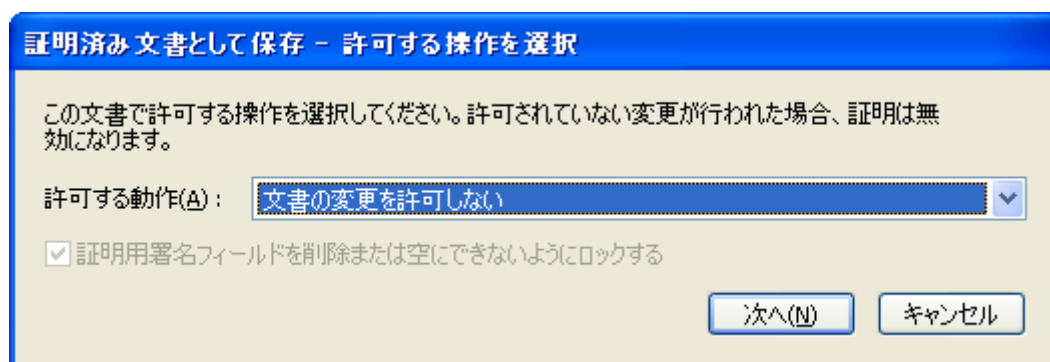 証明済み文書として保存 - 許可する操作を選択
この文書で許可する操作を選択してください。許可されていない変更が行われた場合、証明は無
効になります。
許可する動作(A): 文書の変更を許可しない
証明用署名フィールドを削除または空にできないようにロックする
次へ(N) キャンセル